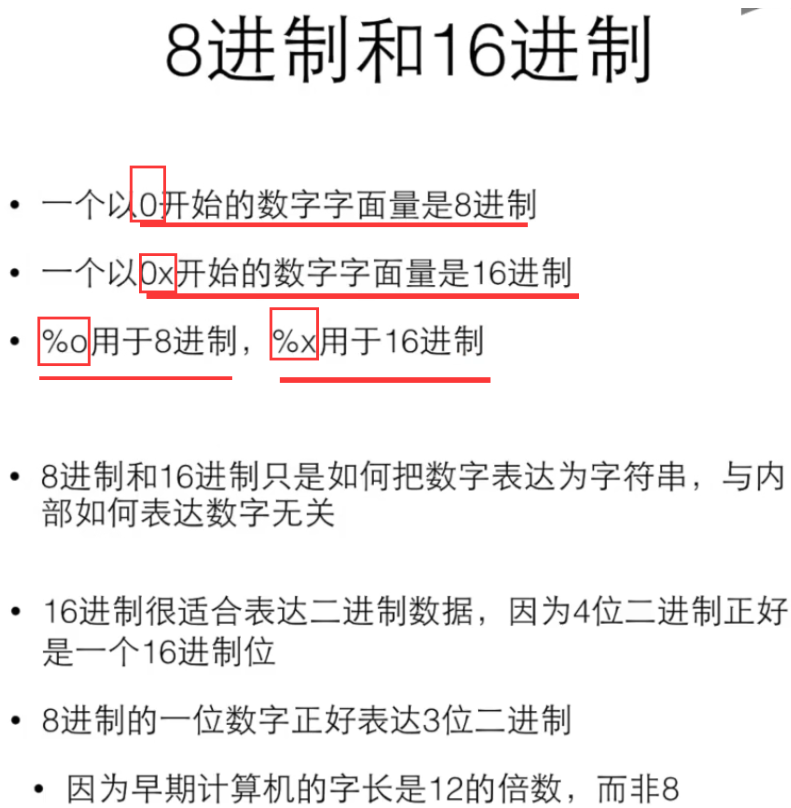 8进制和16进制
• 一个以0开始的数字字面量是8进制
• 一个以0x开始的数字字面量是16进制
• %o用于8进制，%x用于16进制
• 8进制和16进制只是如何把数字表达为字符串，与内
部如何表达数字无关
• 16进制很适合表达二进制数据，因为4位二进制正好
是一个16进制位
• 8进制的一位数字正好表达3位二进制
• 因为早期计算机的字长是12的倍数，而非8